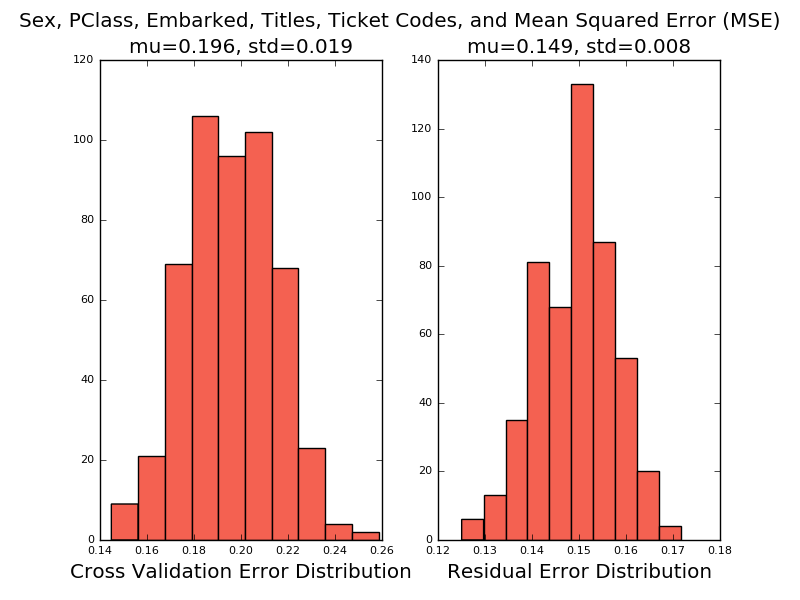 Sex, PClass, Embarked, Titles, Ticket Codes, and Mean Squared Error (MSE)
mu=0.196, std=0.019
120
100
80
60
40
20
0
0.14 0.16 0.18 0.20 0.22 0.24 0.26
Cross Validation Error Distribution
mu=0.149, std=0.008
140
120
100
80
60
40
20
0
0.12 0.13 0.14 0.15 0.16 0.17 0.18
Residual Error Distribution